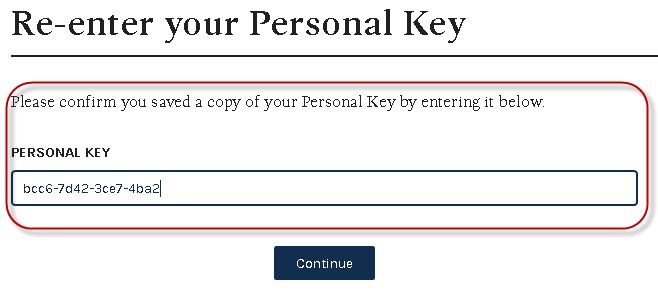 Re-enter your Personal Key
Please confirm you saved a copy of your Personal Key by entering it below.
PERSONAL KEY
bcc6-7d42-3ce7-4ba2
Continue